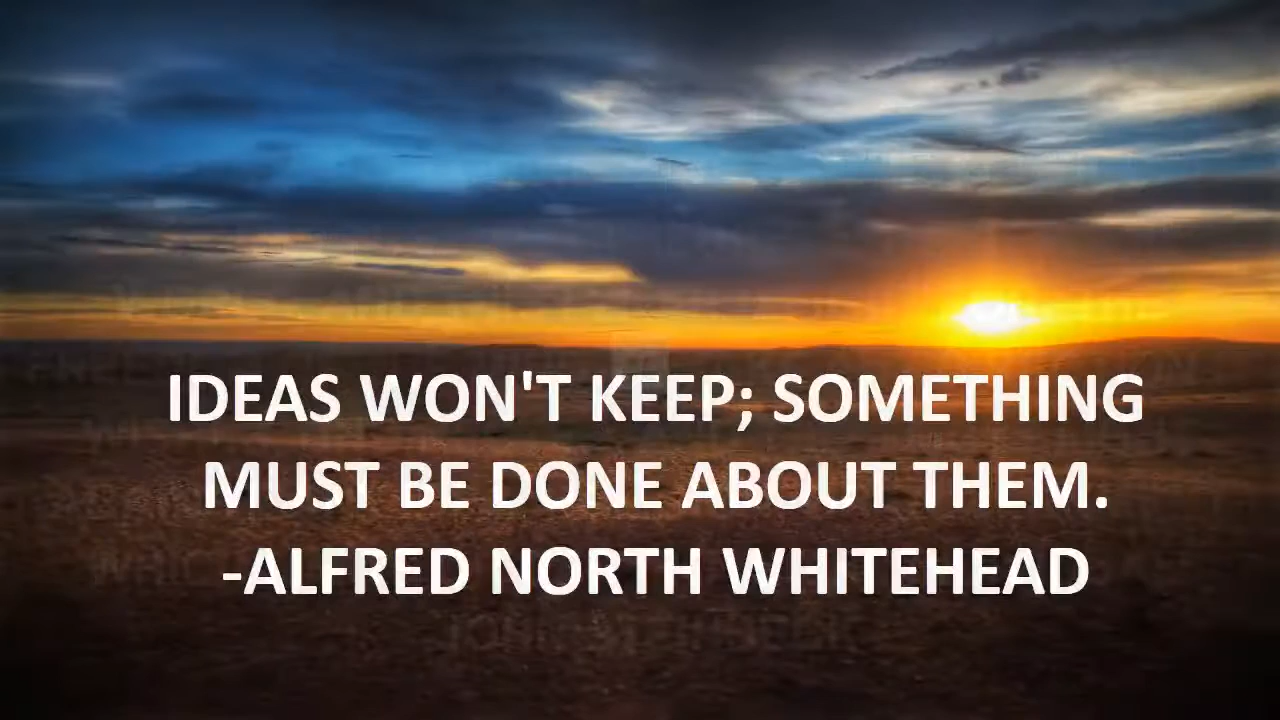 IDEAS WON'T KEEP; SOMETHING
MUST BE DONE ABOUT THEM.
-ALFRED NORTH WHITEHEAD